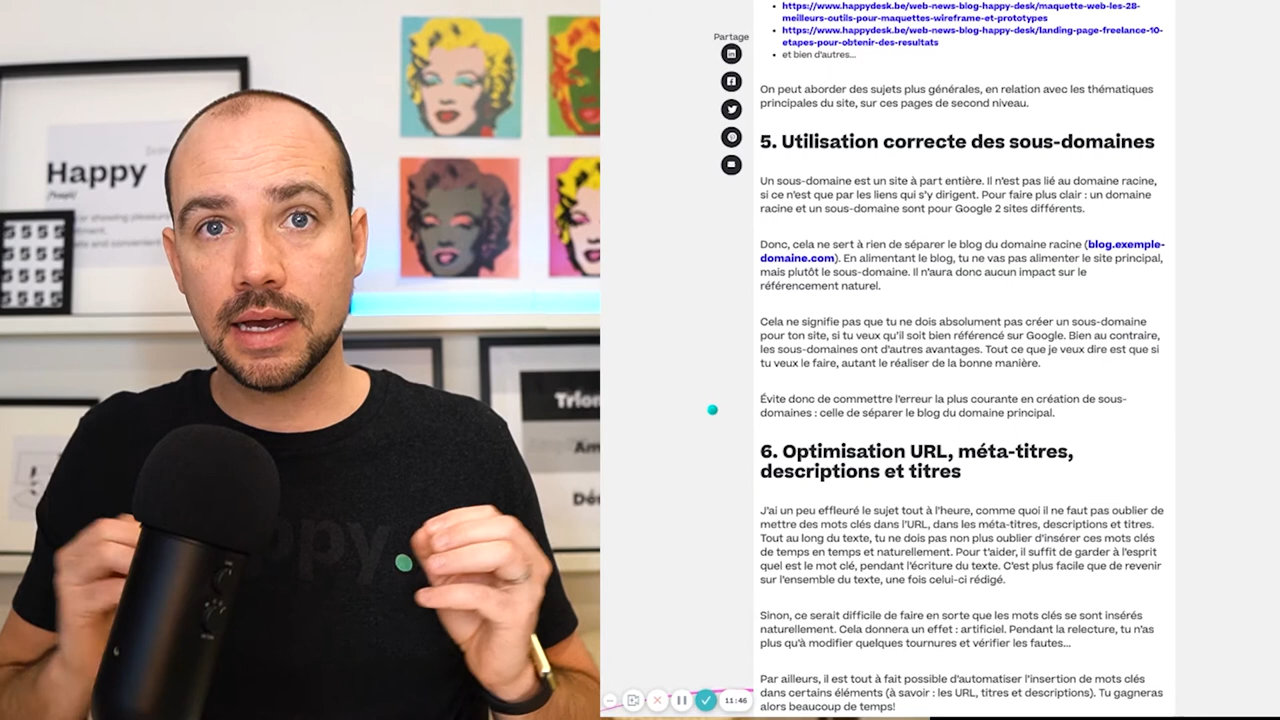 Happy
[noun]
or showing pleasure
ment.
and convenient
Trion
Am
Dés
ppy
Partage
https://www.happydesk.be/web-news-blog-happy-desk/maquette-web-les-28-
meilleurs-outils-pour-maquettes-wireframe-et-prototypes
https://www.happydesk.be/web-news-blog-happy-desk/landing-page-freelance-10-
etapes-pour-obtenir-des-resultats
et bien d'autres...
On peut aborder des sujets plus générales, en relation avec les thématiques
principales du site, sur ces pages de second niveau.
5. Utilisation correcte des sous-domaines
Un sous-domaine est un site à part entière. Il n'est pas lié au domaine racine,
si ce n'est que par les liens qui s'y dirigent. Pour faire plus clair : un domaine
racine et un sous-domaine sont pour Google 2 sites différents.
Donc, cela ne sert à rien de séparer le blog du domaine racine (blog.exemple-
domaine.com). En alimentant le blog, tu ne vas pas alimenter le site principal,
mais plutôt le sous-domaine. Il n'aura donc aucun impact sur le
référencement naturel.
Cela ne signifie pas que tu ne dois absolument pas créer un sous-domaine
pour ton site, si tu veux qu'il soit bien référencé sur Google. Bien au contraire,
les sous-domaines ont d'autres avantages. Tout ce que je veux dire est que si
tu veux le faire, autant le réaliser de la bonne manière.
Évite donc de commettre l'erreur la plus courante en création de sous-
domaines : celle de séparer le blog du domaine principal.
6. Optimisation URL, méta-titres,
descriptions et titres
J'ai un peu effleuré le sujet tout à l'heure, comme quoi il ne faut pas oublier de
mettre des mots clés dans l'URL, dans les méta-titres, descriptions et titres.
Tout au long du texte, tu ne dois pas non plus oublier d'insérer ces mots clés
de temps en temps et naturellement. Pour t'aider, il suffit de garder à l'esprit
quel est le mot clé, pendant l'écriture du texte. C'est plus facile que de revenir
sur l'ensemble du texte, une fois celui-ci rédigé.
Sinon, ce serait difficile de faire en sorte que les mots clés se sont insérés
naturellement. Cela donnera un effet : artificiel. Pendant la relecture, tu n'as
plus qu'à modifier quelques tournures et vérifier les fautes...
Par ailleurs, il est tout à fait possible d'automatiser l'insertion de mots clés
dans certains éléments (à savoir : les URL, titres et descriptions). Tu gagneras
alors beaucoup de temps!
11:46